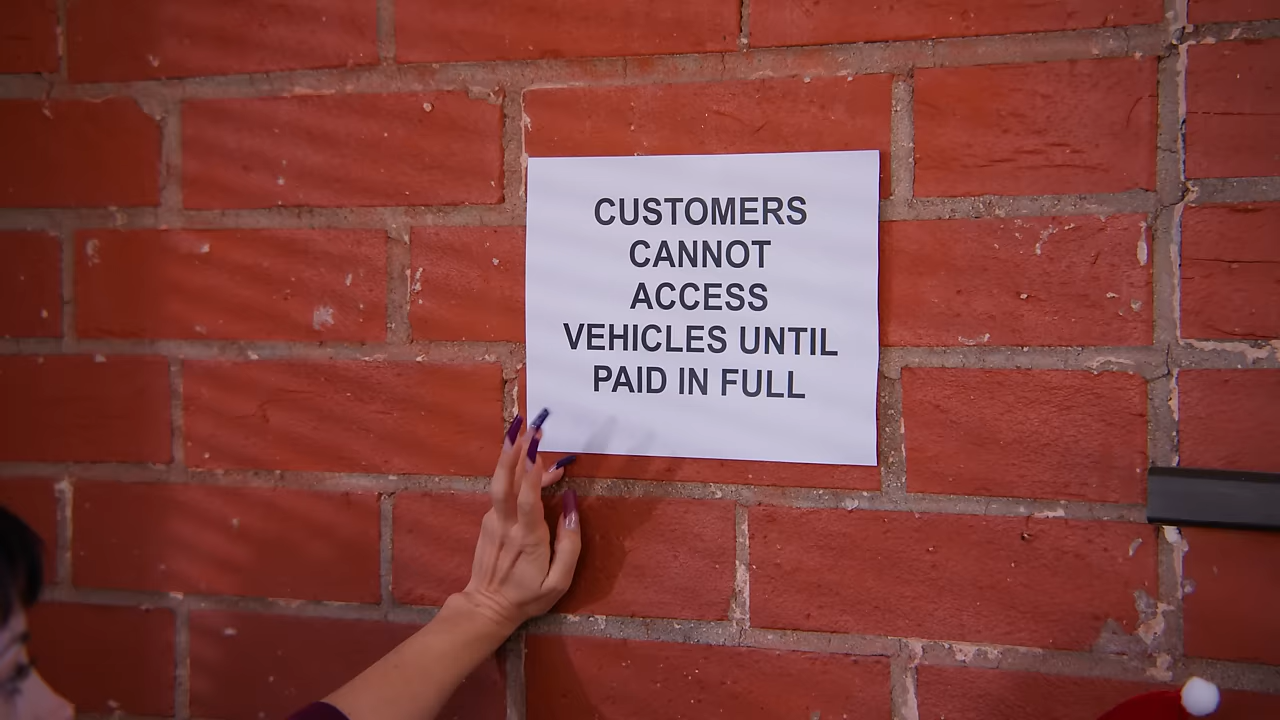 CUSTOMERS
CANNOT
ACCESS
VEHICLES UNTIL
PAID IN FULL